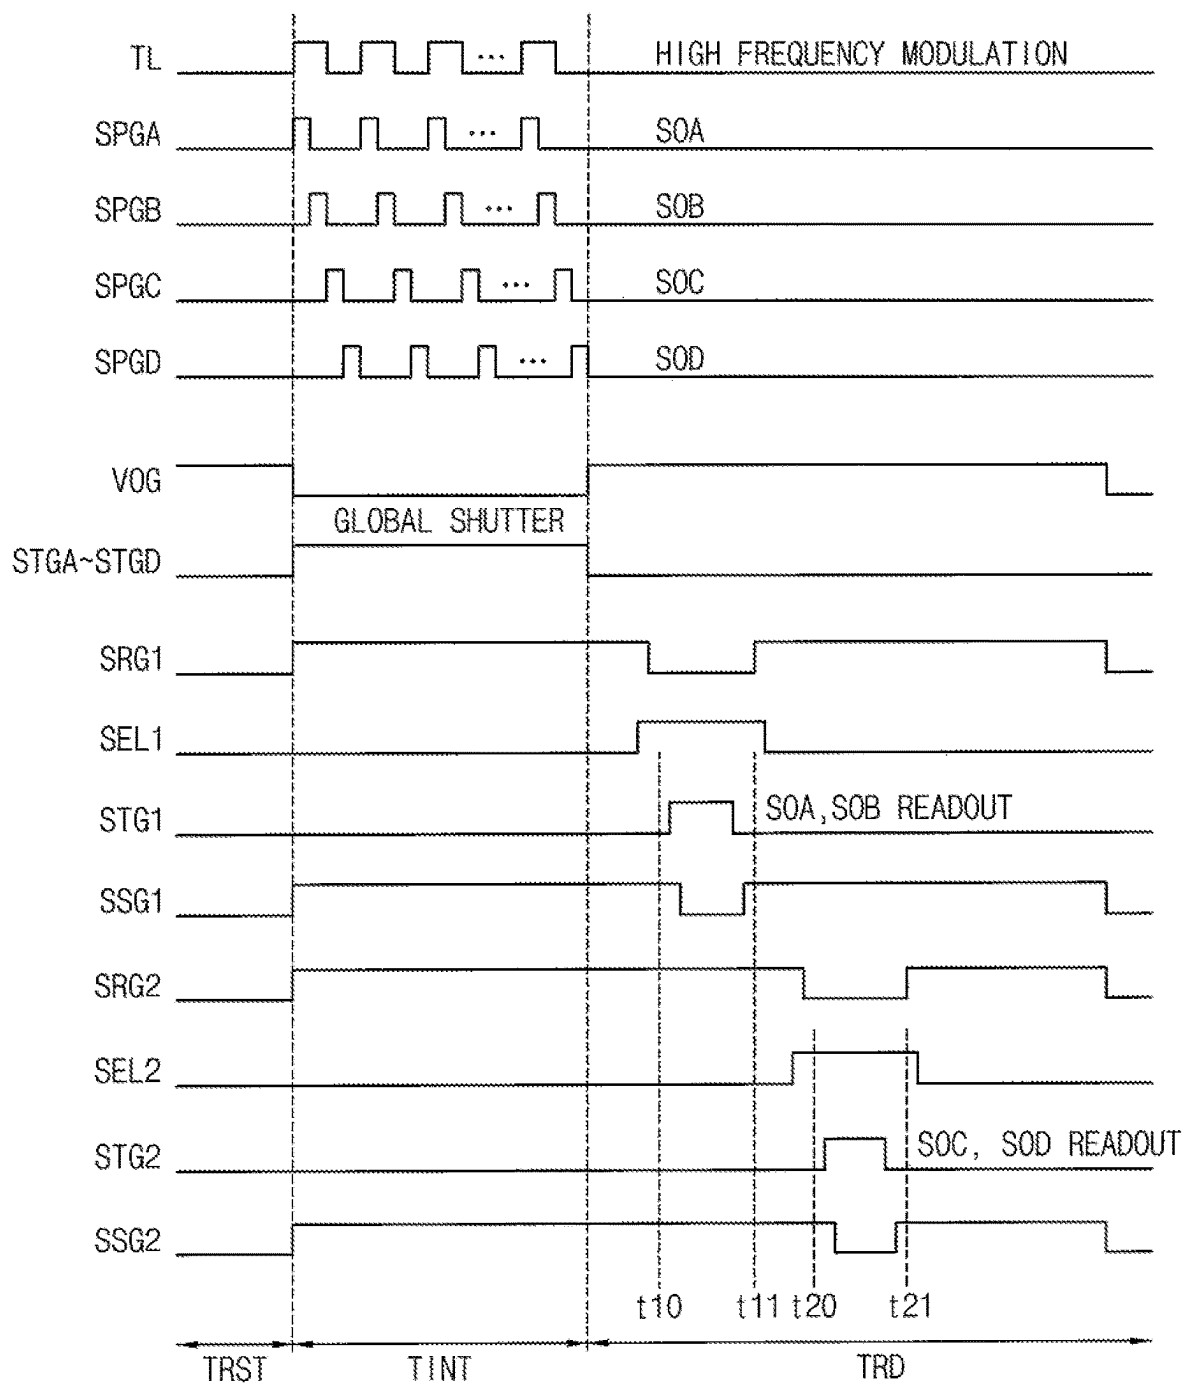 TL HIGH FREQUENCY MODULATION
SPGA ... SOA
SPGB ... SOB
SPGC ... SOC
SPGD ... SOD
VOG
GLOBAL SHUTTER
STGA~STGD
SRG1
SEL1
STG1 SOA,SOB READOUT
SSG1
SRG2
SEL2
STG2 SOC, SOD READOUT
SSG2
t10 t11 t20 t21
TRST TINT TRD